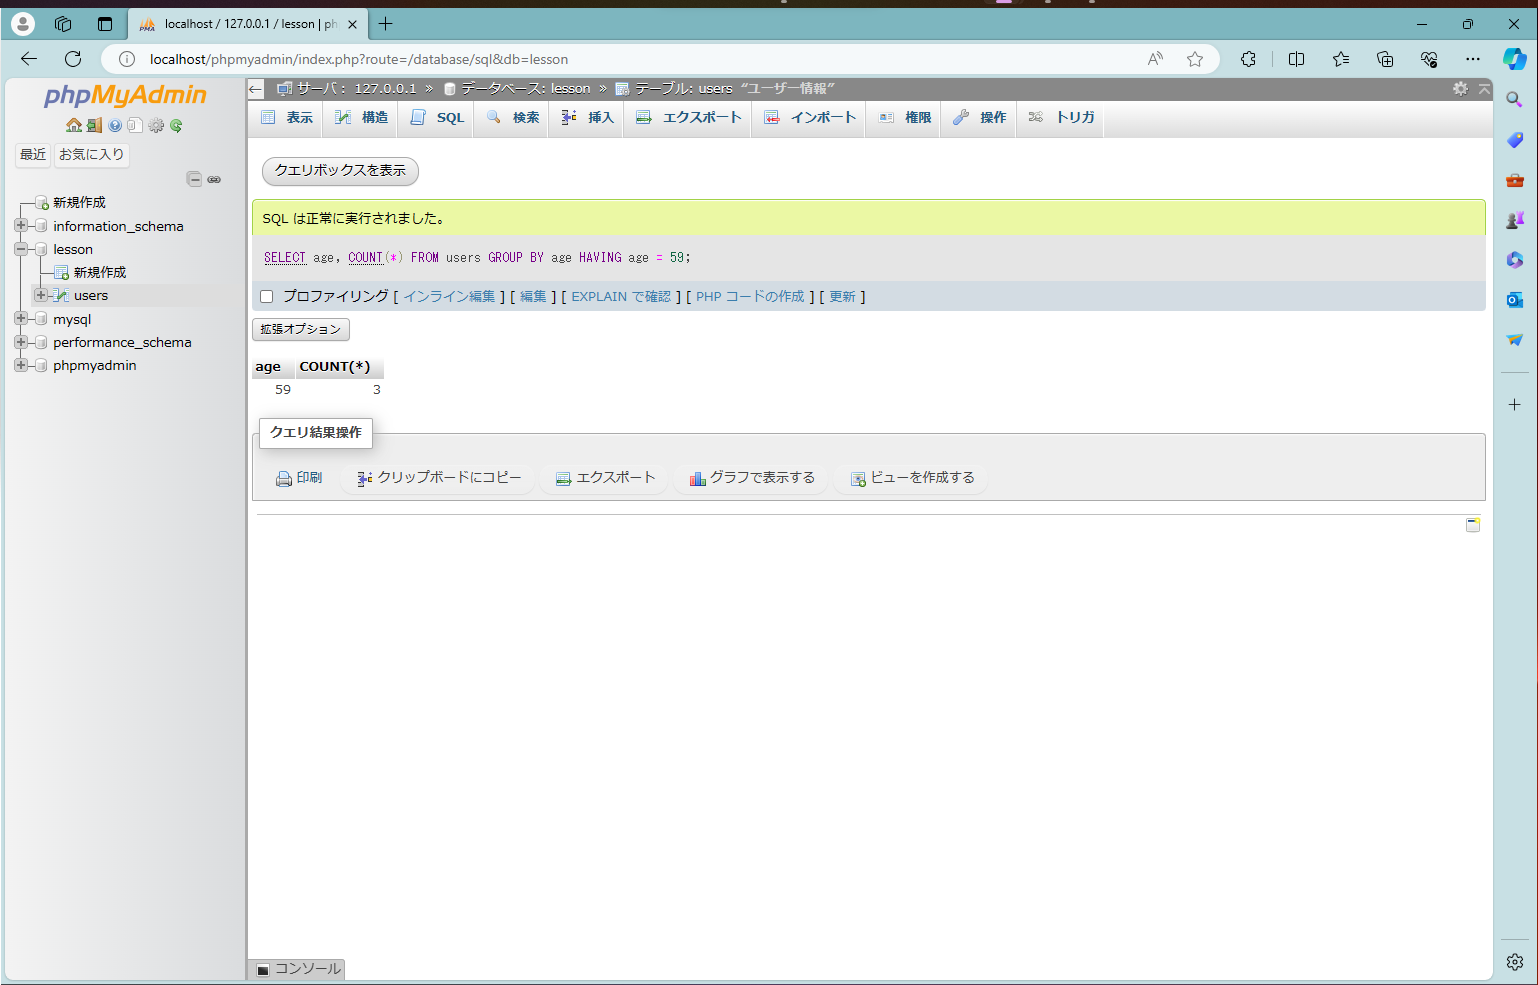 localhost / 127.0.0.1 / lesson | ph
localhost/phpmyadmin/index.php?route=/database/sql&db=lesson
phpMyAdmin
最近 お気に入り
新規作成
information_schema
lesson
新規作成
users
mysql
performance_schema
phpmyadmin
サーバ: 127.0.0.1 » データベース: lesson » テーブル: users “ユーザー情報”
表示 構造 SQL 検索 挿入 エクスポート インポート 権限 操作 トリガ
クエリボックスを表示
SQL は正常に実行されました。
SELECT age, COUNT(*) FROM users GROUP BY age HAVING age = 59;
プロファイリング [ インライン編集 ] [ 編集 ] [ EXPLAIN で確認 ] [ PHP コードの作成 ] [ 更新 ]
拡張オプション
age COUNT(*)
59 3
クエリ結果操作
印刷 クリップボードにコピー エクスポート グラフで表示する ビューを作成する
コンソール